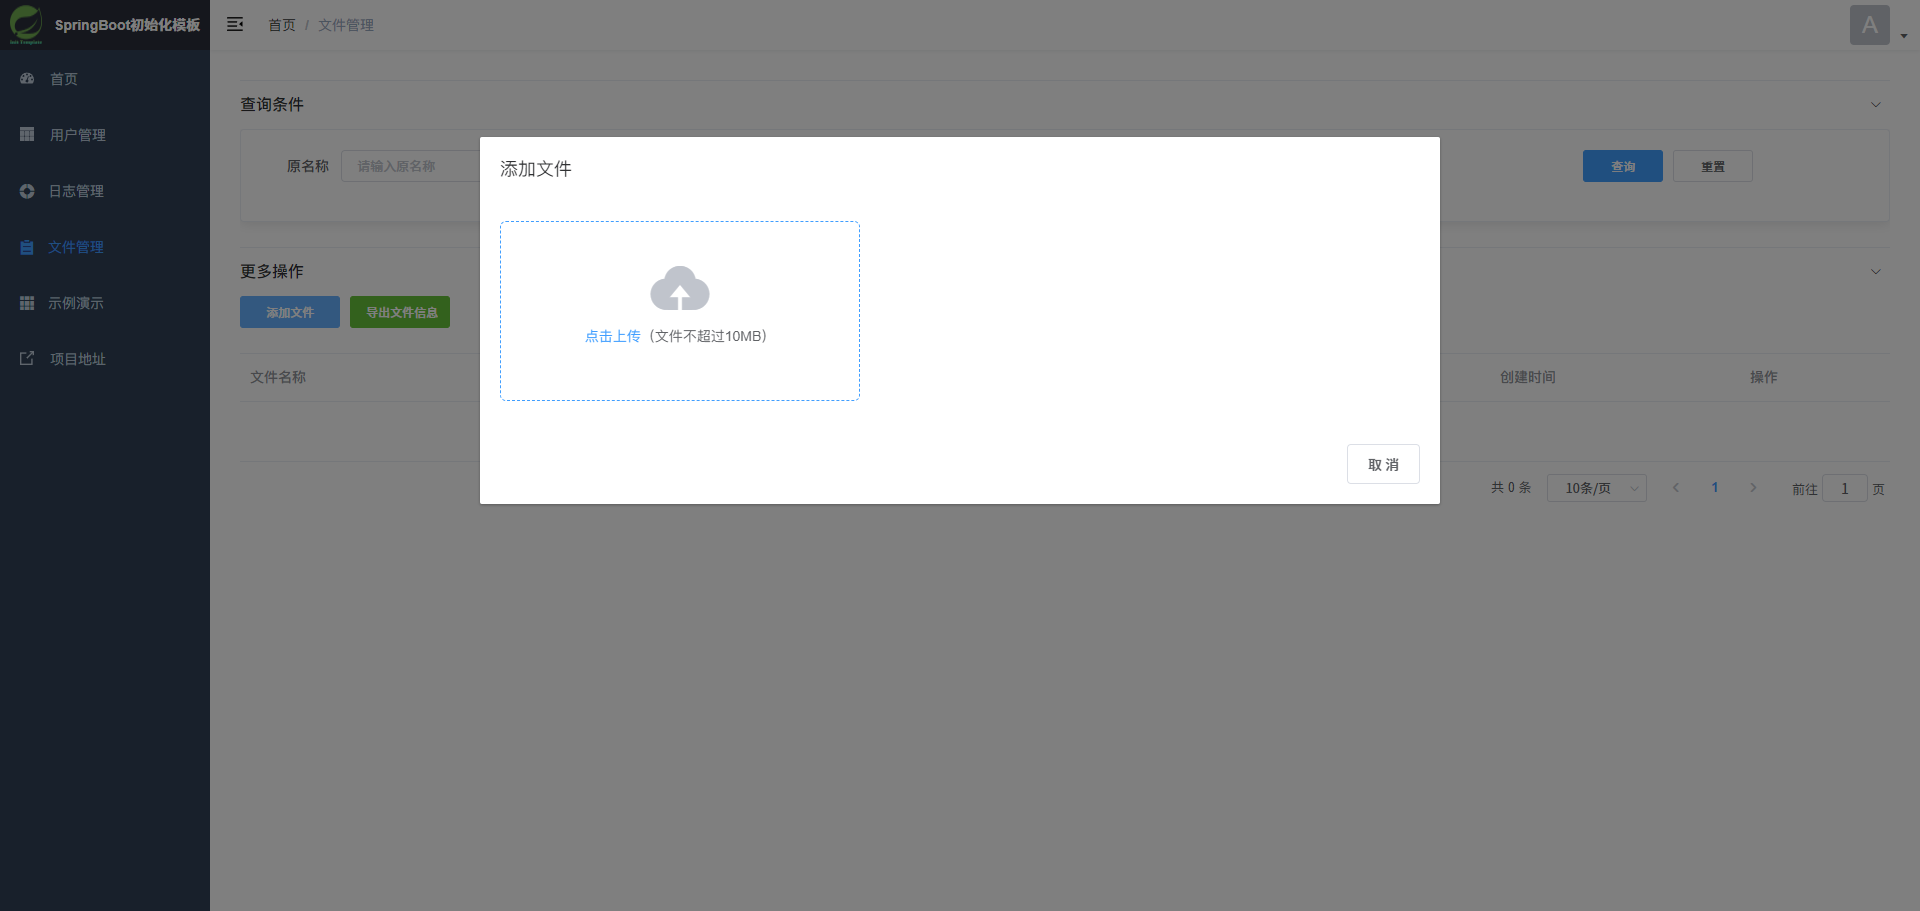 SpringBoot初始化模板
首页 / 文件管理
A
首页
用户管理
日志管理
文件管理
示例演示
项目地址
查询条件
原名称 请输入原名称
查询 重置
更多操作
添加文件 导出文件信息
文件名称 创建时间 操作
共 0 条 10条/页 1 前往 1 页
添加文件
点击上传（文件不超过10MB）
取 消